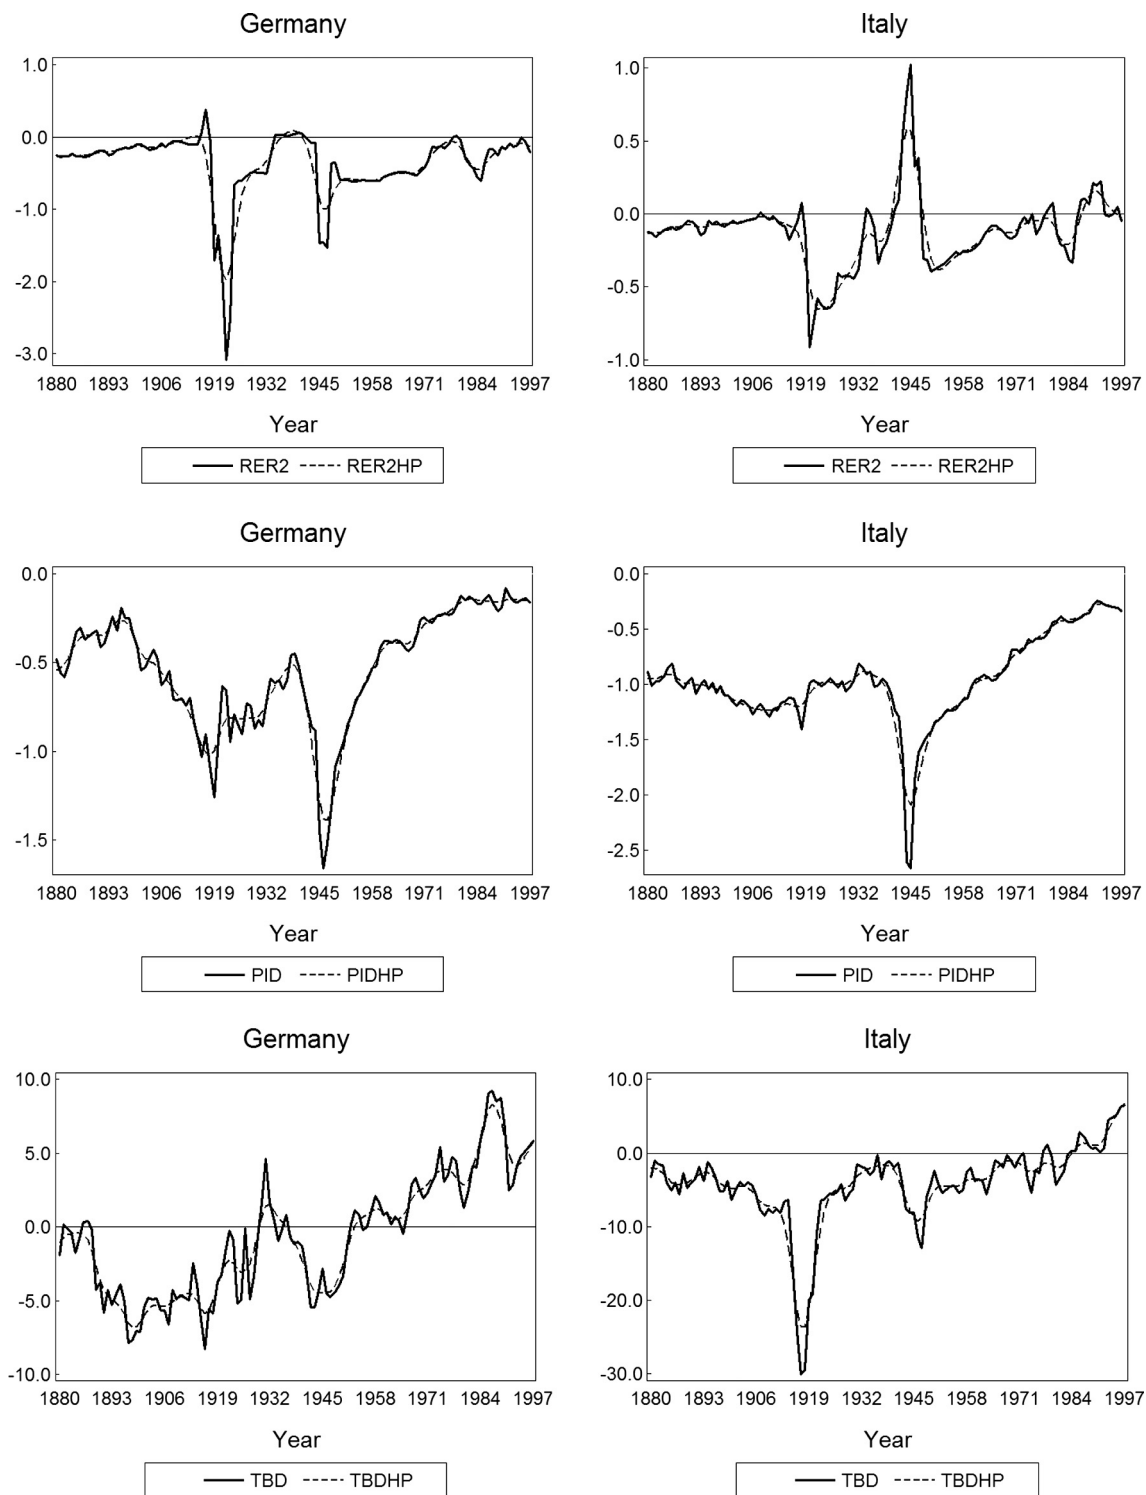 Germany
1.0
0.0
-1.0
-2.0
-3.0
1880 1893 1906 1919 1932 1945 1958 1971 1984 1997
Year
RER2 RER2HP
Italy
1.0
0.5
0.0
-0.5
-1.0
1880 1893 1906 1919 1932 1945 1958 1971 1984 1997
Year
RER2 RER2HP
Germany
0.0
-0.5
-1.0
-1.5
1880 1893 1906 1919 1932 1945 1958 1971 1984 1997
Year
PID PIDHP
Italy
0.0
-0.5
-1.0
-1.5
-2.0
-2.5
1880 1893 1906 1919 1932 1945 1958 1971 1984 1997
Year
PID PIDHP
Germany
10.0
5.0
0.0
-5.0
-10.0
1880 1893 1906 1919 1932 1945 1958 1971 1984 1997
Year
TBD TBDHP
Italy
10.0
0.0
-10.0
-20.0
-30.0
1880 1893 1906 1919 1932 1945 1958 1971 1984 1997
Year
TBD TBDHP